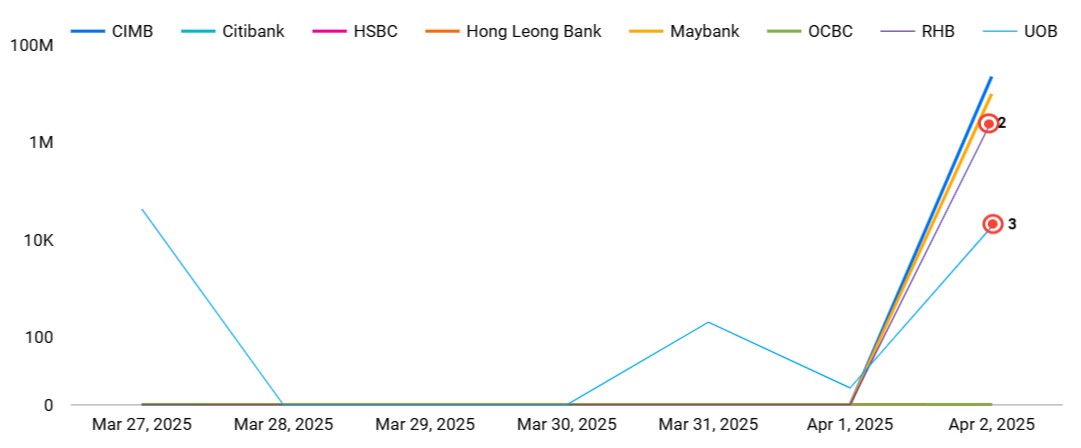 CIMB Citibank HSBC Hong Leong Bank Maybank OCBC RHB UOB
100M
1M
10K
100
0
2
3
Mar 27, 2025 Mar 28, 2025 Mar 29, 2025 Mar 30, 2025 Mar 31, 2025 Apr 1, 2025 Apr 2, 2025